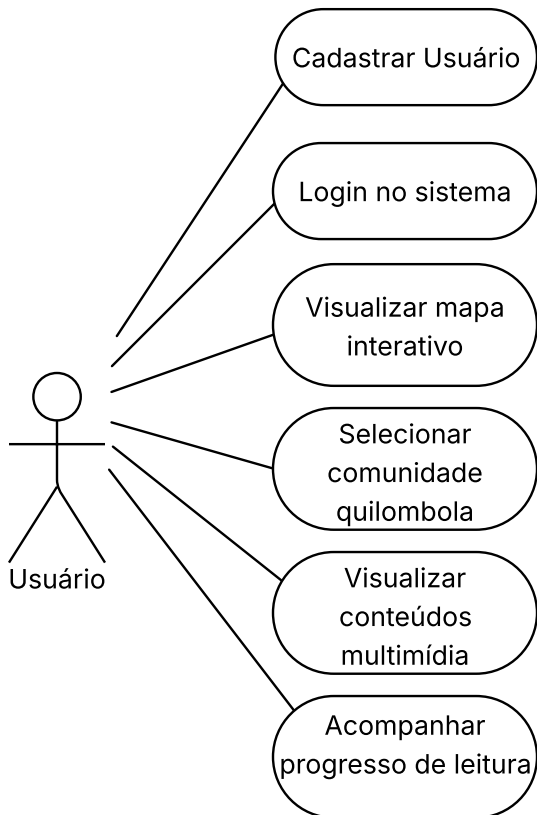 Cadastrar Usuário
Login no sistema
Visualizar mapa
interativo
Selecionar
comunidade
quilombola
Visualizar
conteúdos
multimídia
Usuário
Acompanhar
progresso de leitura